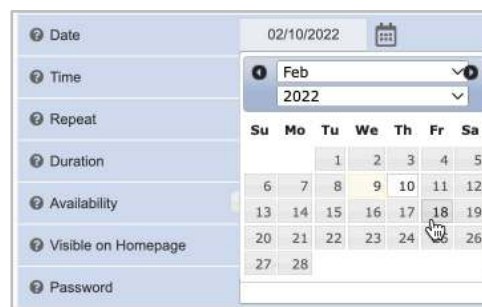 Date 02/10/2022
Time
Repeat
Duration
Availability
Visible on Homepage
Password
Feb
2022
Su Mo Tu We Th Fr Sa
1 2 3 4 5
6 7 8 9 10 11 12
13 14 15 16 17 18 19
20 21 22 23 24 25 26
27 28